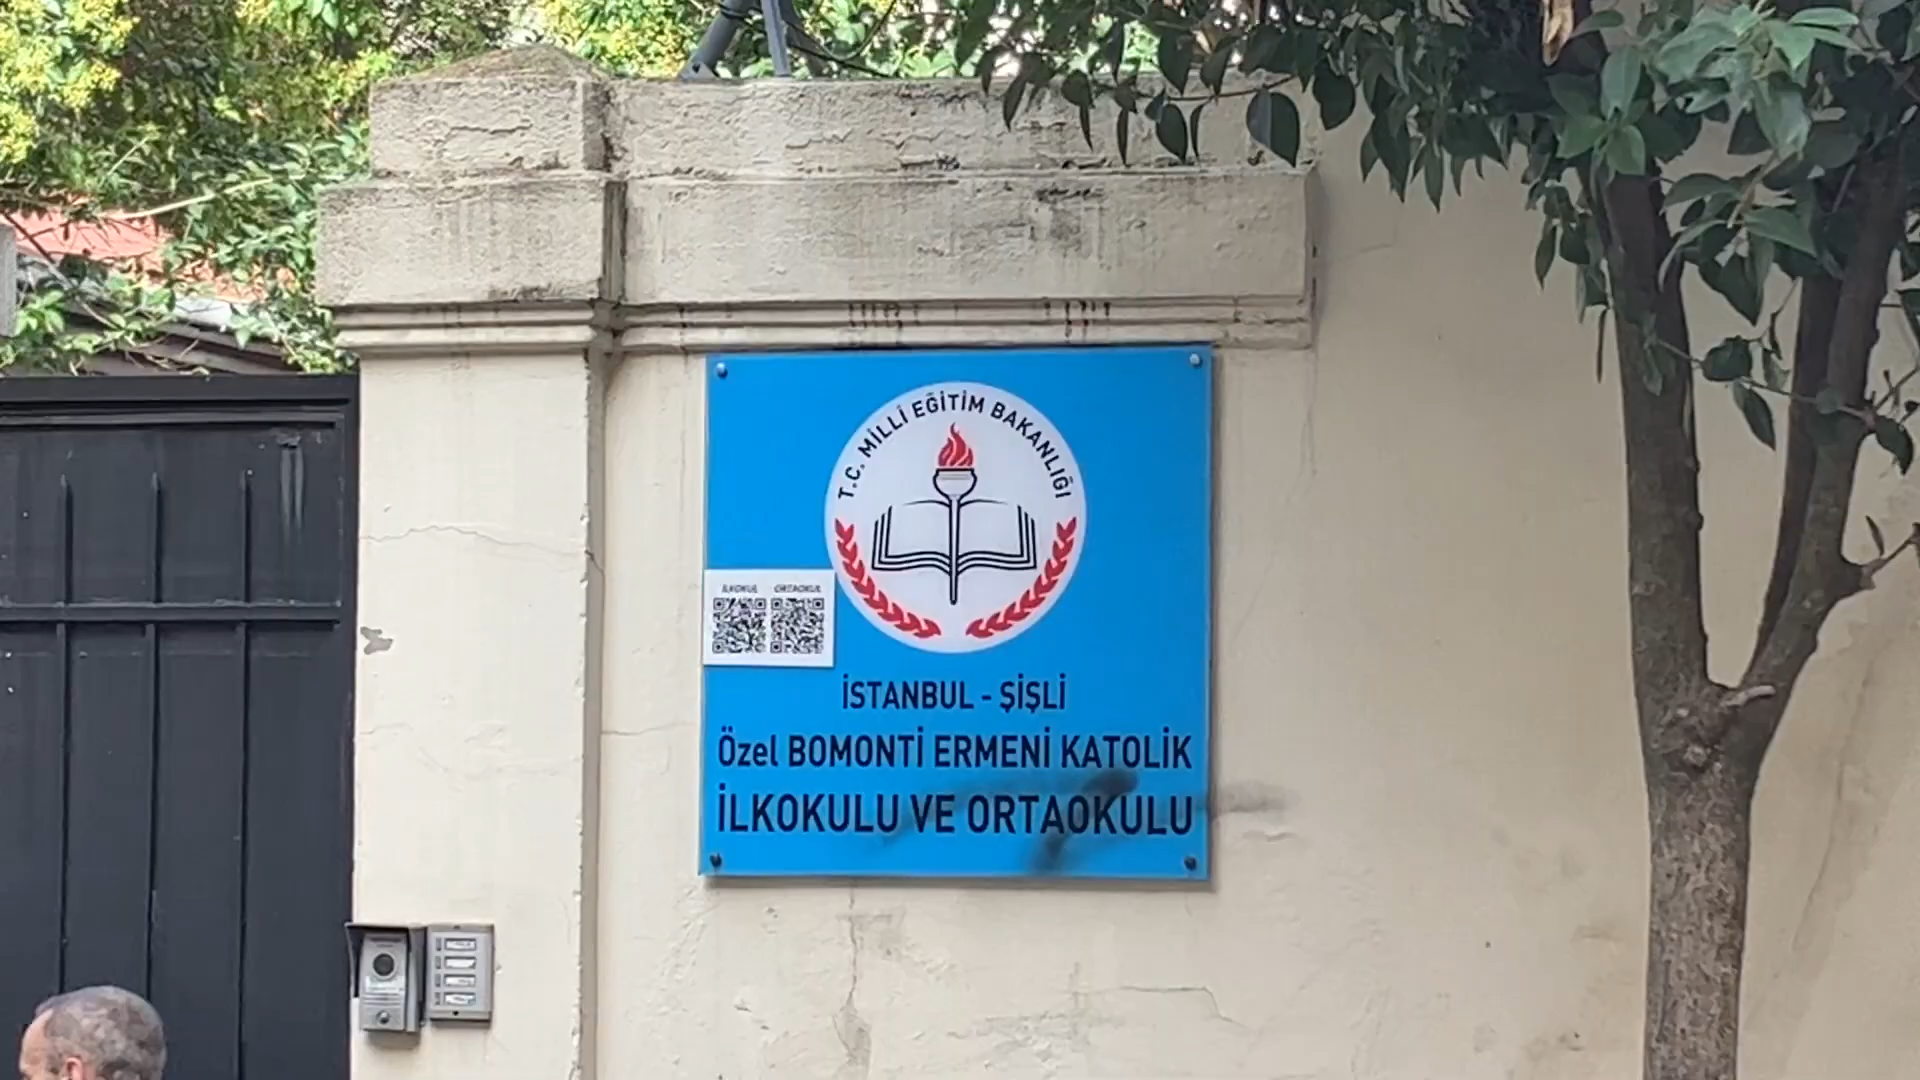 T.C. MİLLİ EĞİTİM BAKANLIĞI
İLKOKUL ORTAOKUL
İSTANBUL - ŞİŞLİ
Özel BOMONTİ ERMENİ KATOLİK
İLKOKULU VE ORTAOKULU